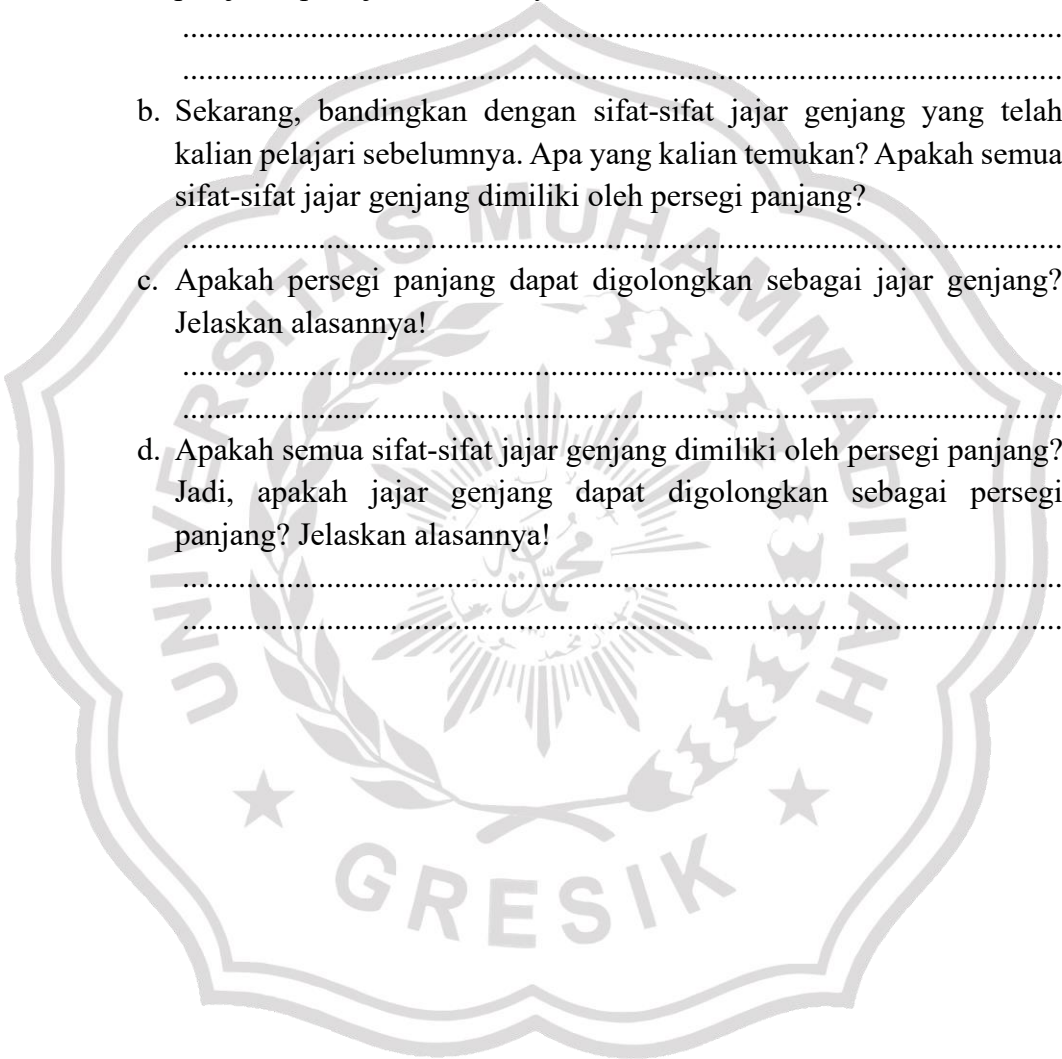 ..............................................................................................................
..............................................................................................................
b. Sekarang, bandingkan dengan sifat-sifat jajar genjang yang telah
kalian pelajari sebelumnya. Apa yang kalian temukan? Apakah semua
sifat-sifat jajar genjang dimiliki oleh persegi panjang?
..............................................................................................................
c. Apakah persegi panjang dapat digolongkan sebagai jajar genjang?
Jelaskan alasannya!
..............................................................................................................
..............................................................................................................
d. Apakah semua sifat-sifat jajar genjang dimiliki oleh persegi panjang?
Jadi, apakah jajar genjang dapat digolongkan sebagai persegi
panjang? Jelaskan alasannya!
..............................................................................................................
..............................................................................................................
UNIVERSITAS MUHAMMADIYAH
GRESIK